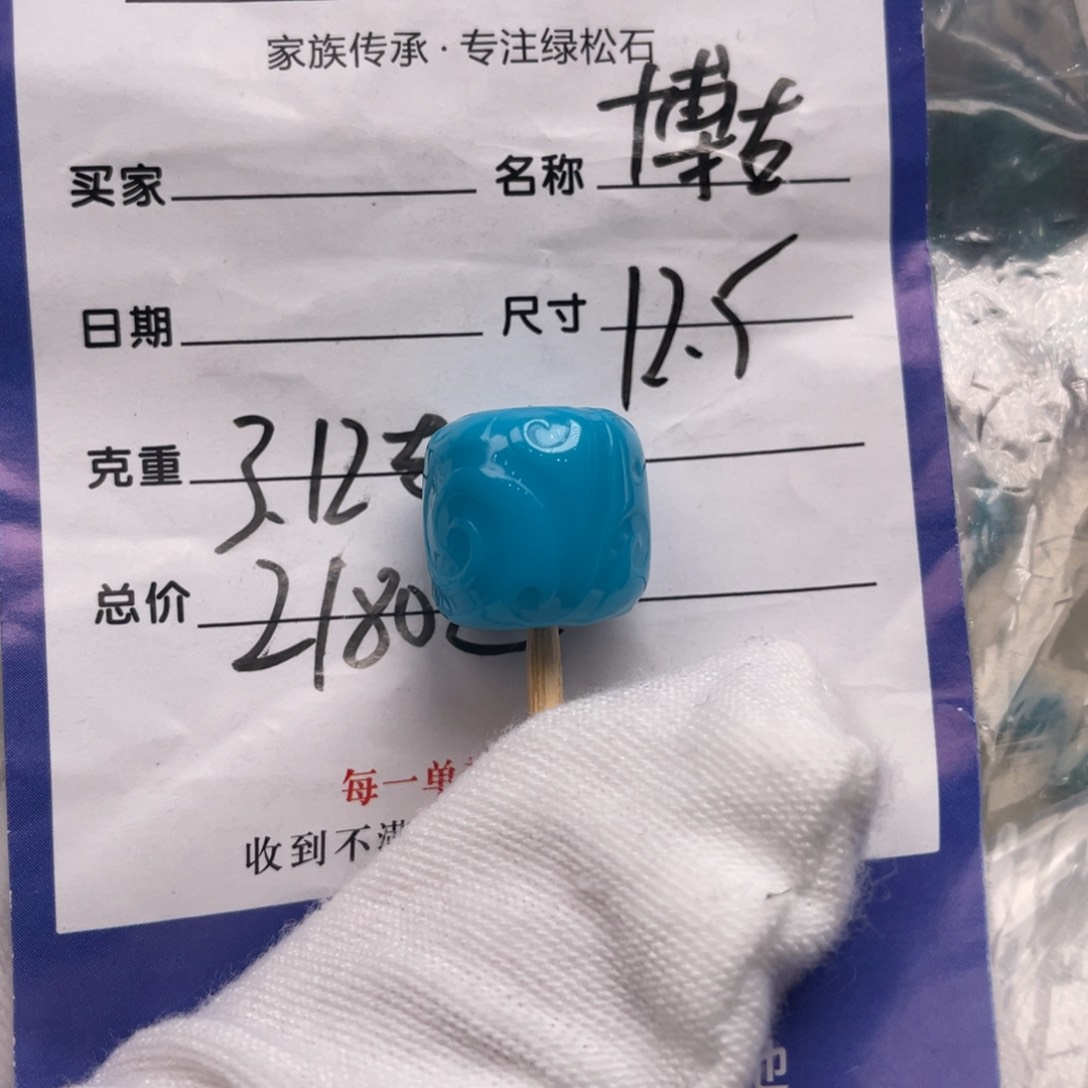 家族传承·专注绿松石
买家 名称 博古
日期 尺寸 12.5
克重 3.12
总价 2180
每一单
收到不满